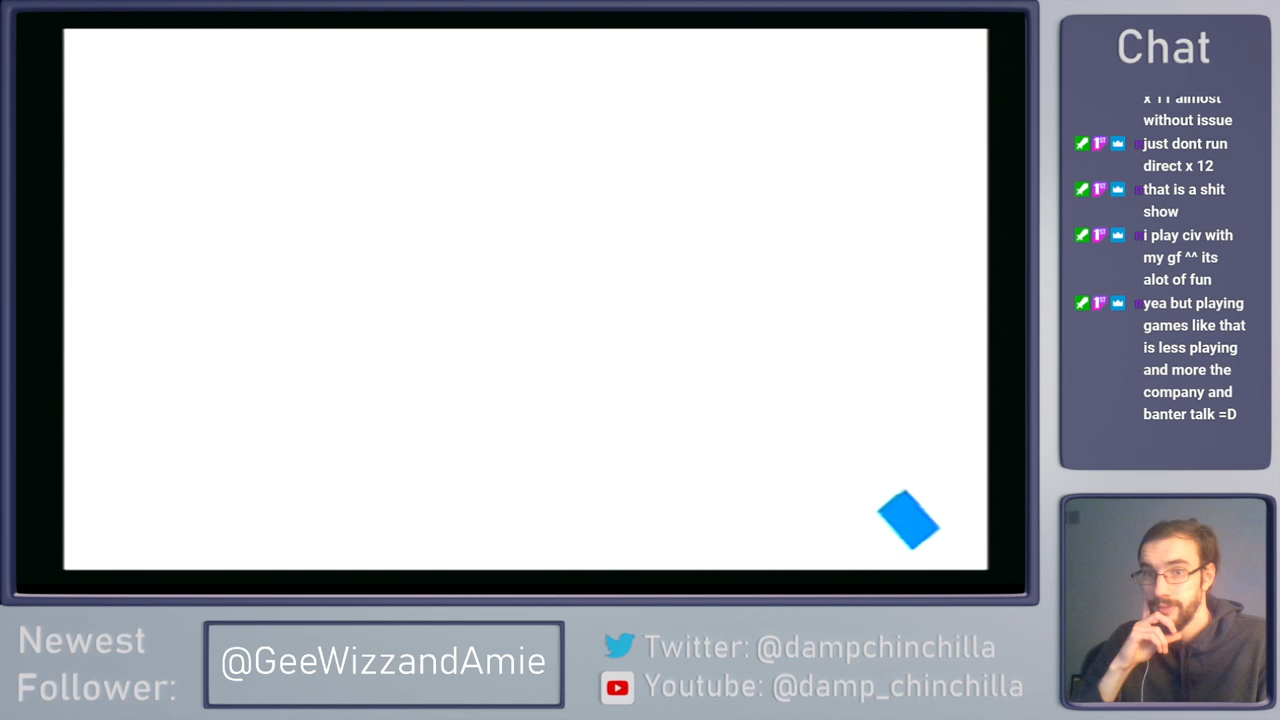 Chat
without issue
just dont run
direct x 12
that is a shit
show
i play civ with
my gf ^^ its
alot of fun
yea but playing
games like that
is less playing
and more the
company and
banter talk =D
Newest
Follower:
@GeeWizzandAmie
Twitter: @dampchinchilla
Youtube: @damp_chinchilla